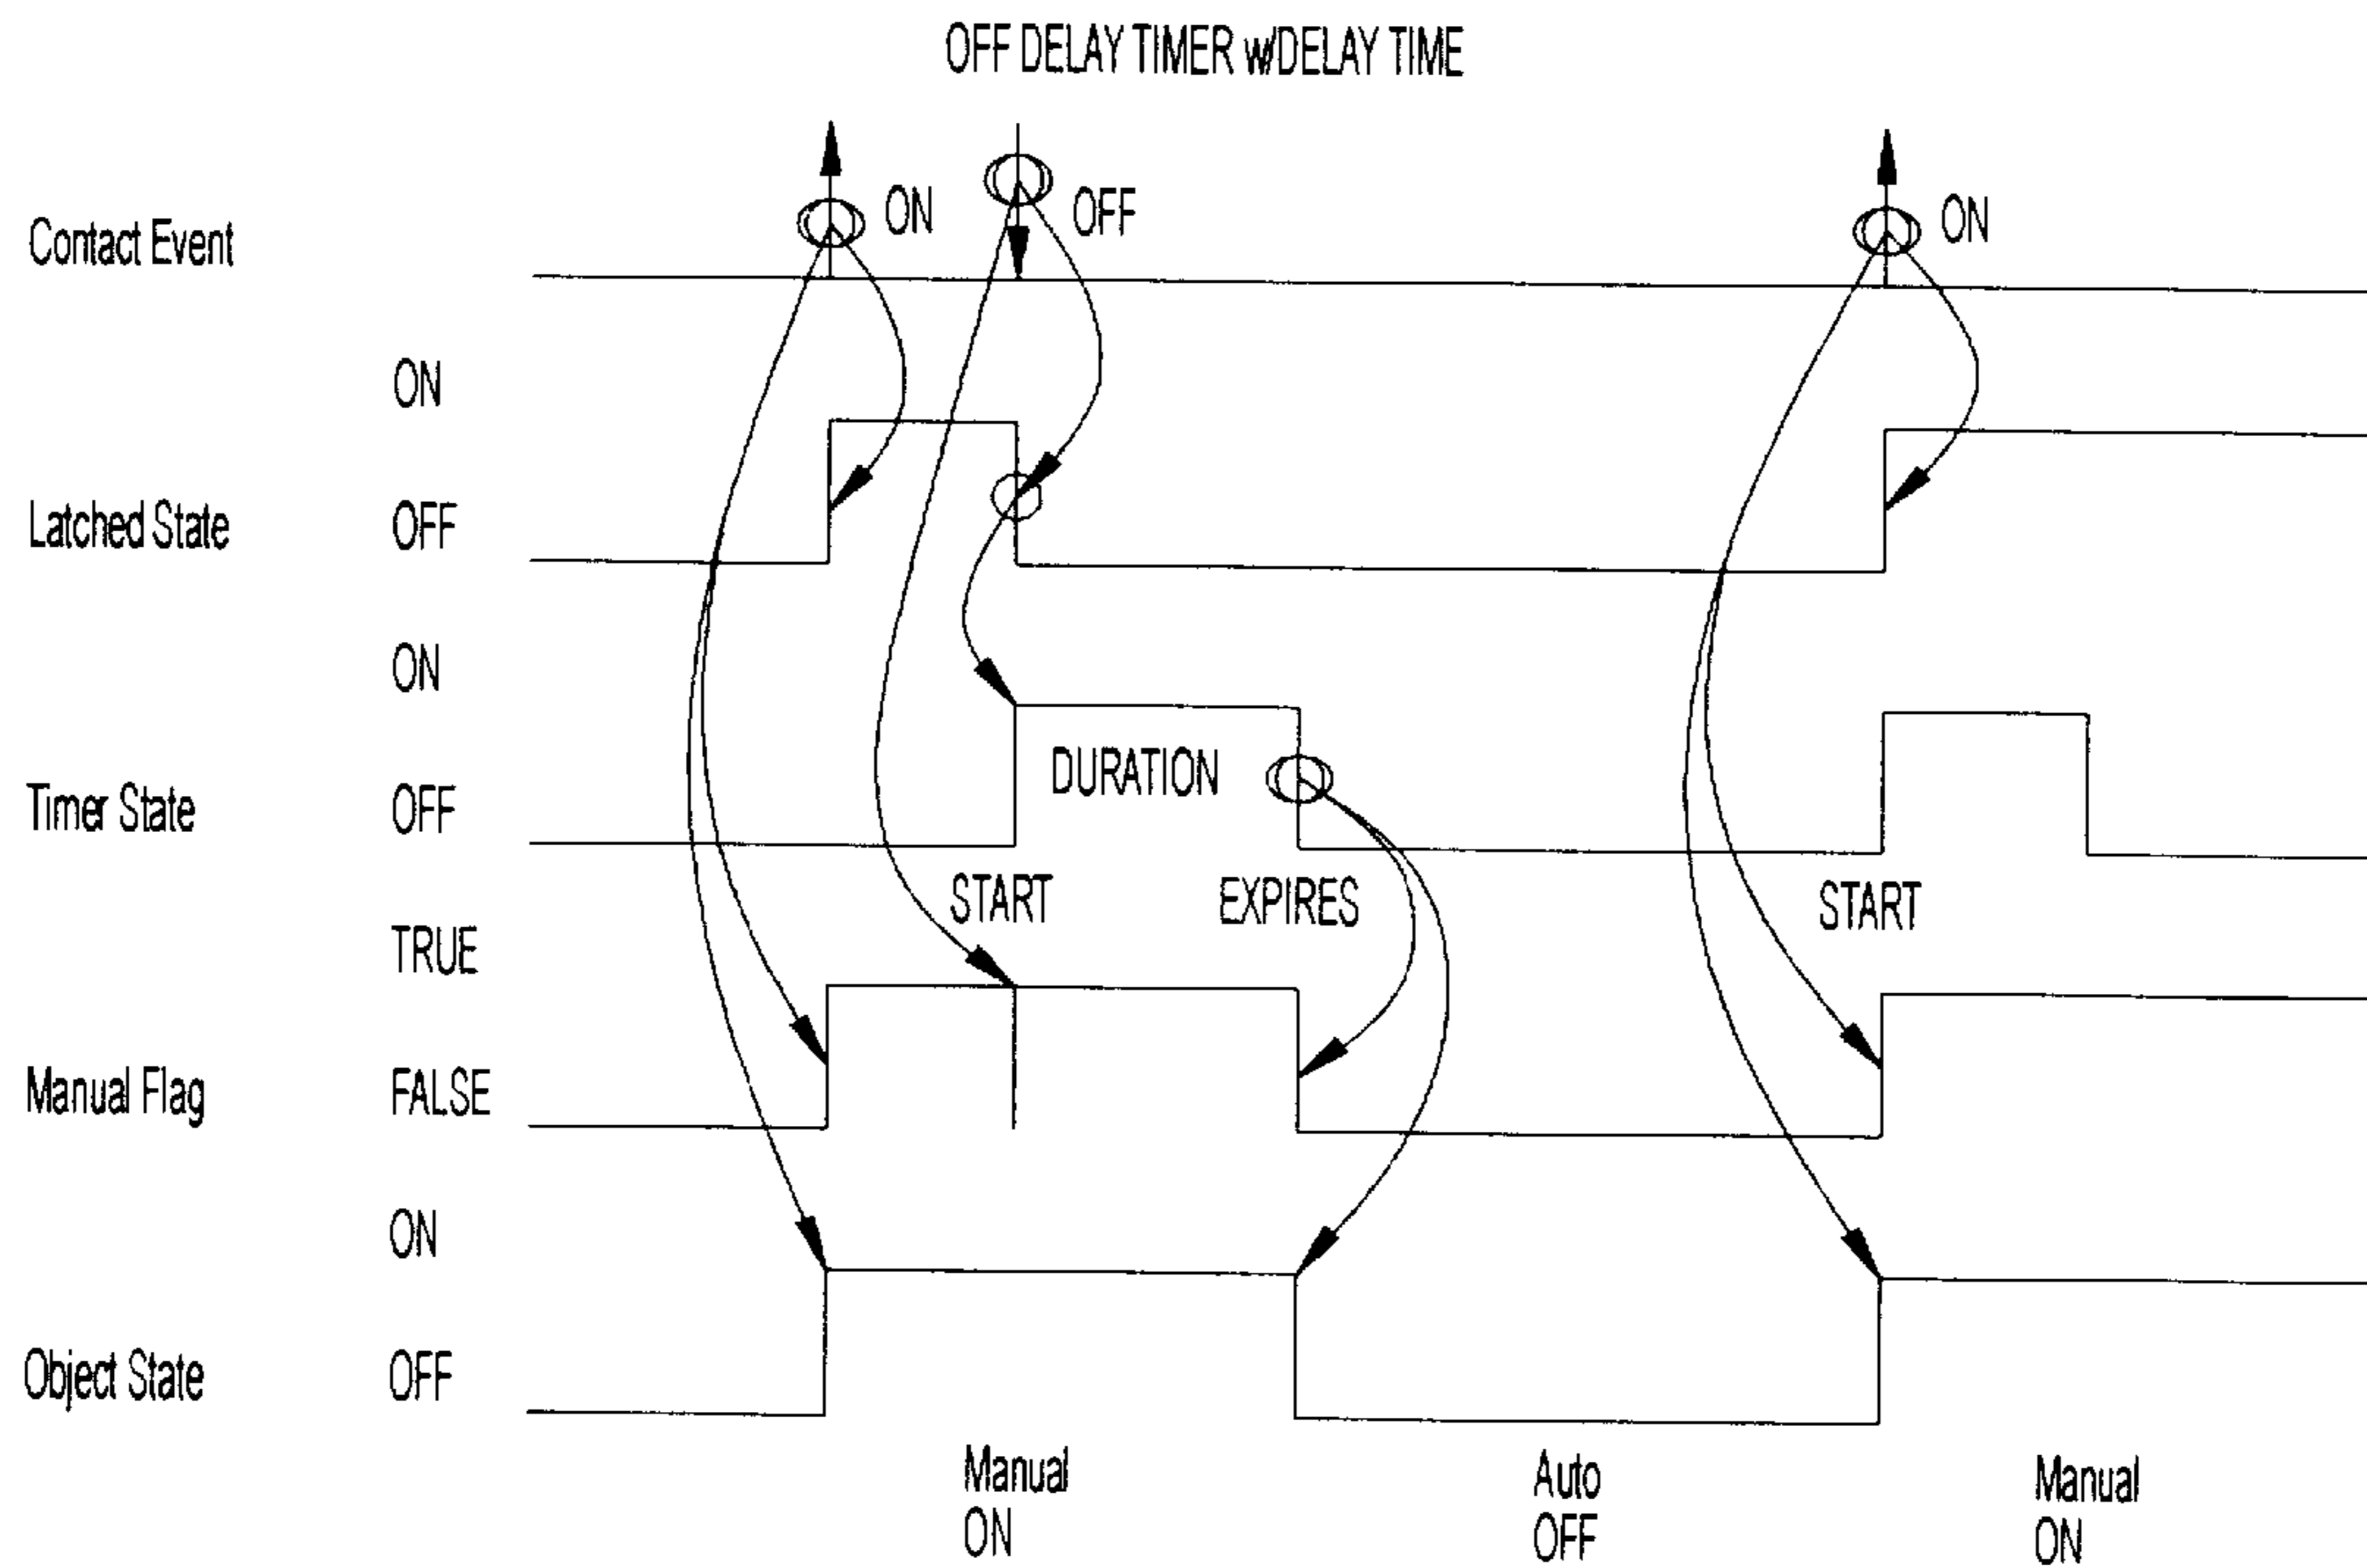 OFF DELAY TIMER w/DELAY TIME
ON
OFF
ON
Contact Event
ON
Latched State
OFF
ON
DURATION
Timer State
OFF
START
EXPIRES
START
TRUE
Manual Flag
FALSE
ON
Object State
OFF
Manual
ON
Auto
OFF
Manual
ON